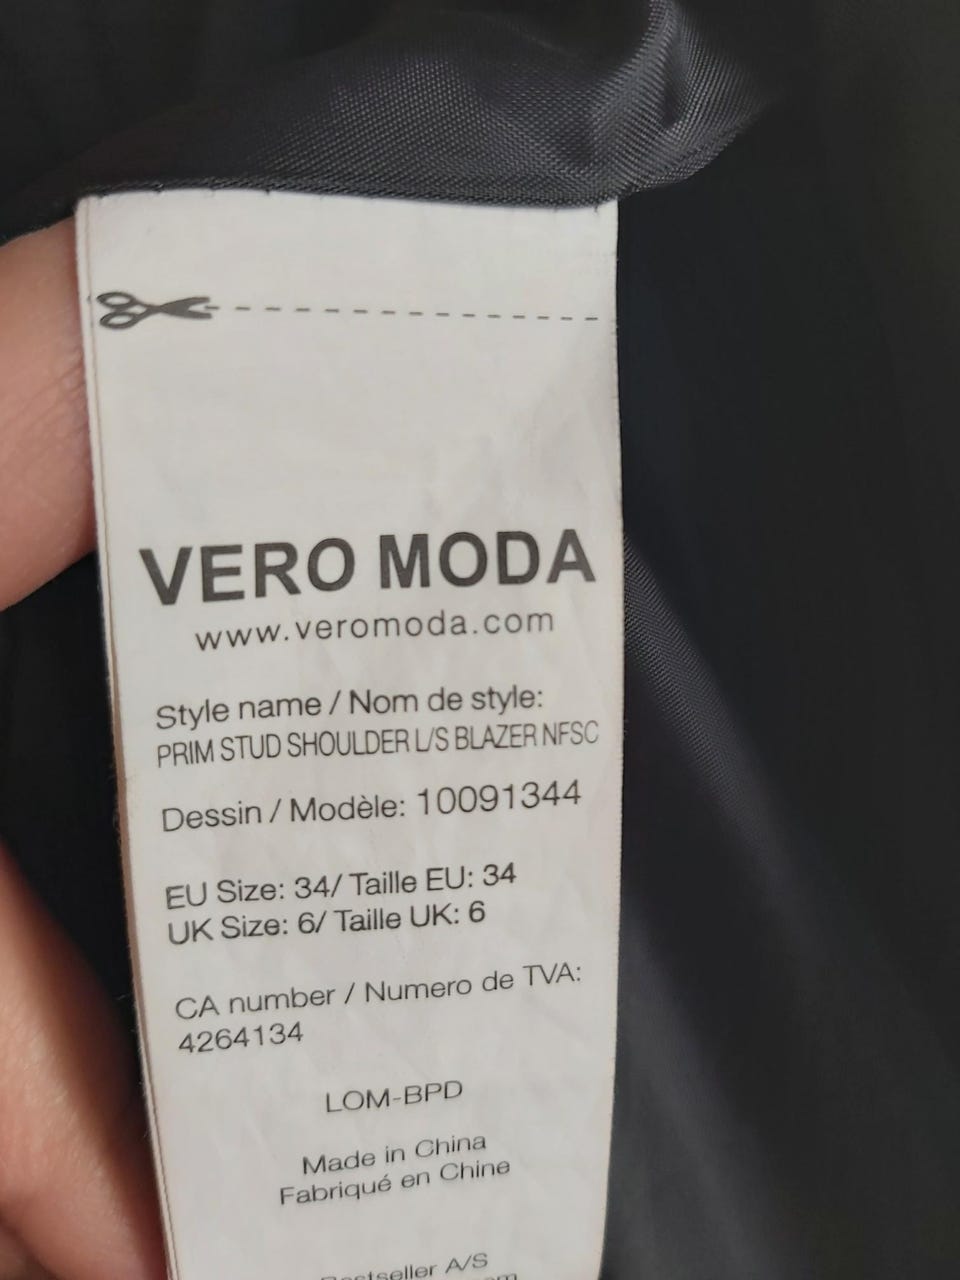 VERO MODA
www.veromoda.com
Style name / Nom de style:
PRIM STUD SHOULDER L/S BLAZER NFSC
Dessin / Modèle: 10091344
EU Size: 34/ Taille EU: 34
UK Size: 6/ Taille UK: 6
CA number / Numero de TVA:
4264134
LOM-BPD
Made in China
Fabriqué en Chine
Bestseller A/S